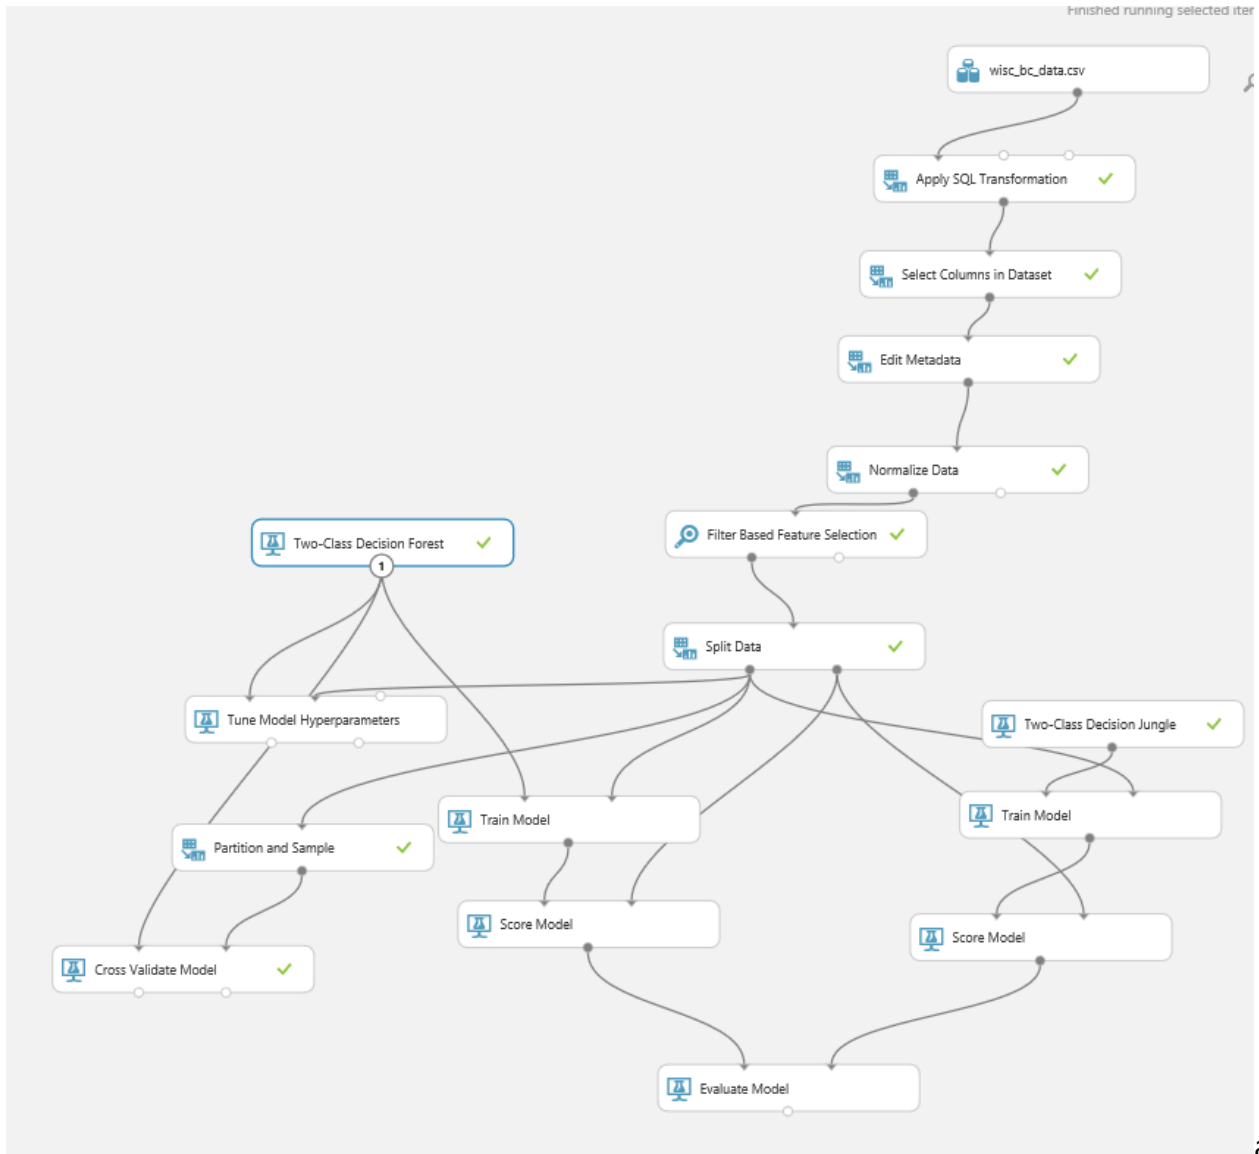 Finished running selected
wisc_bc_data.csv
Apply SQL Transformation
Select Columns in Dataset
Edit Metadata
Normalize Data
Filter Based Feature Selection
Two-Class Decision Forest
1
Split Data
Tune Model Hyperparameters
Two-Class Decision Jungle
Train Model
Train Model
Partition and Sample
Score Model
Score Model
Cross Validate Model
Evaluate Model